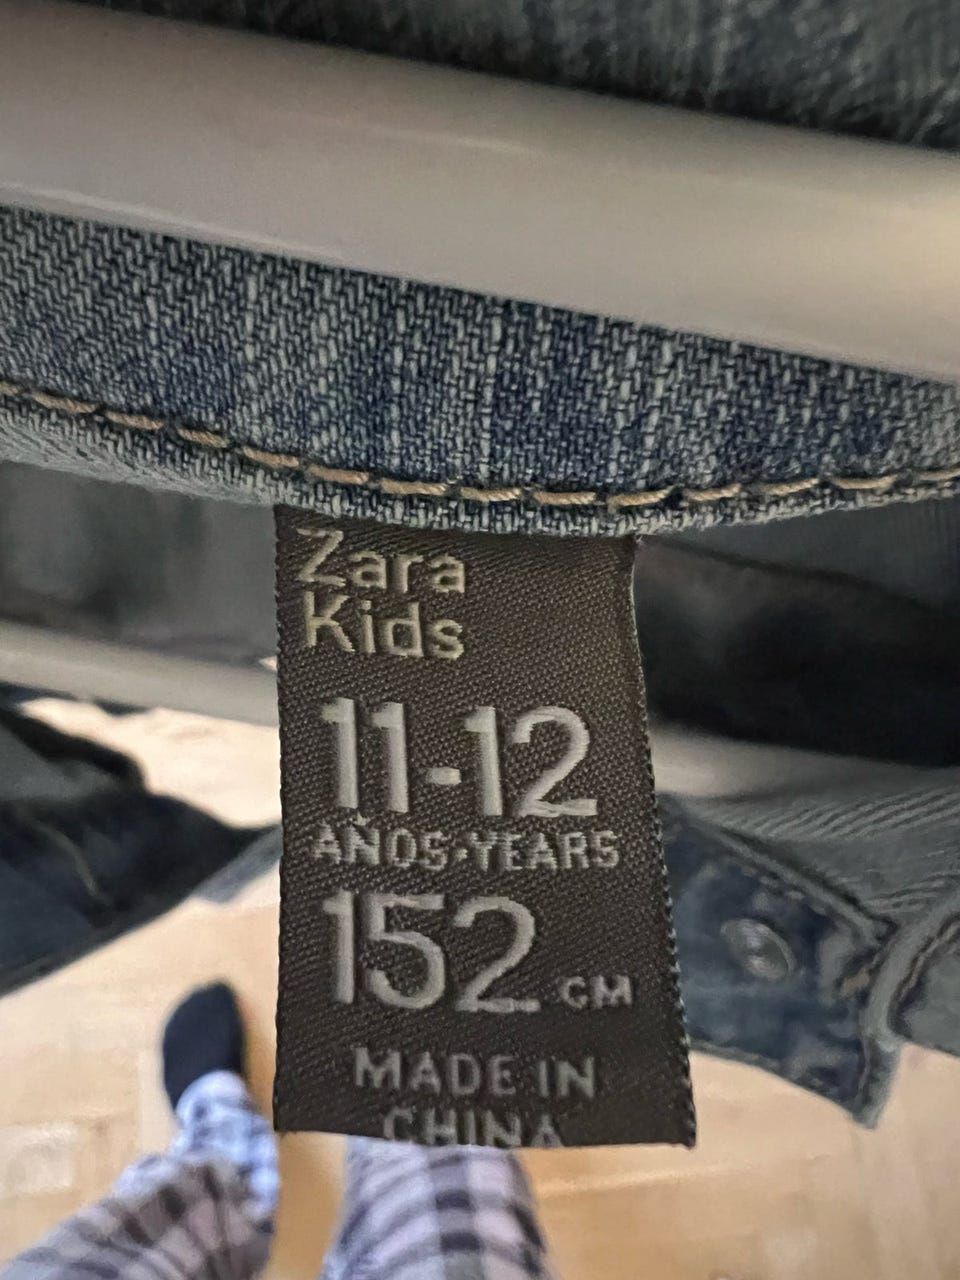 Zara
Kids
11-12
AÑOS·YEARS
152 CM
MADE IN
CHINA